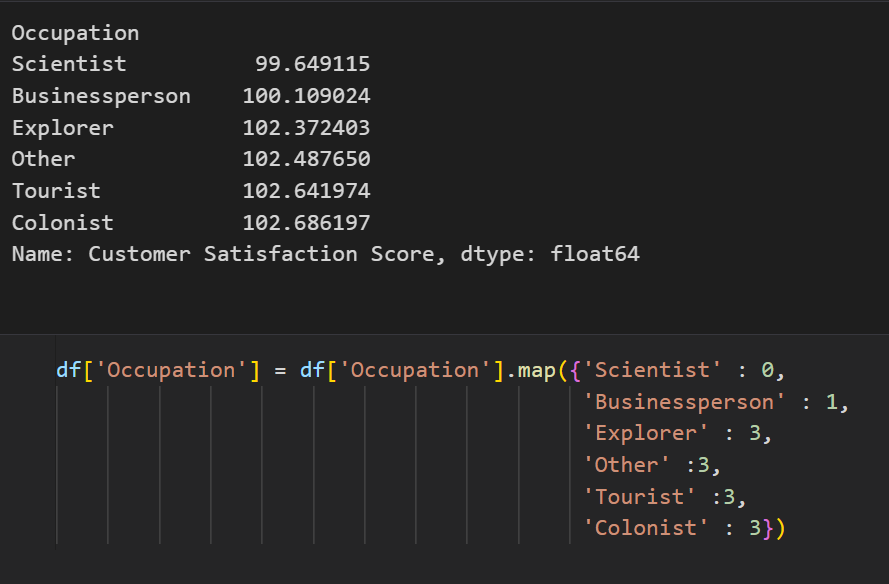 Occupation
Scientist 99.649115
Businessperson 100.109024
Explorer 102.372403
Other 102.487650
Tourist 102.641974
Colonist 102.686197
Name: Customer Satisfaction Score, dtype: float64
df['Occupation'] = df['Occupation'].map({'Scientist' : 0,
'Businessperson' : 1,
'Explorer' : 3,
'Other' :3,
'Tourist' :3,
'Colonist' : 3})